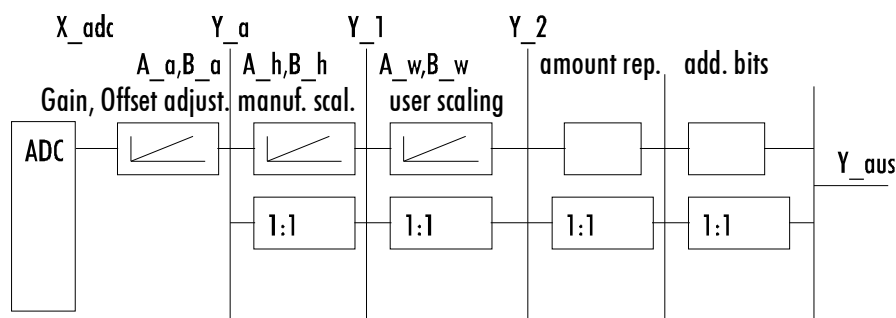 X_adc Y_a Y_1 Y_2
A_a,B_a A_h,B_h A_w,B_w amount rep. add. bits
Gain, Offset adjust. manuf. scal. user scaling
ADC
Y_aus
1:1 1:1 1:1 1:1